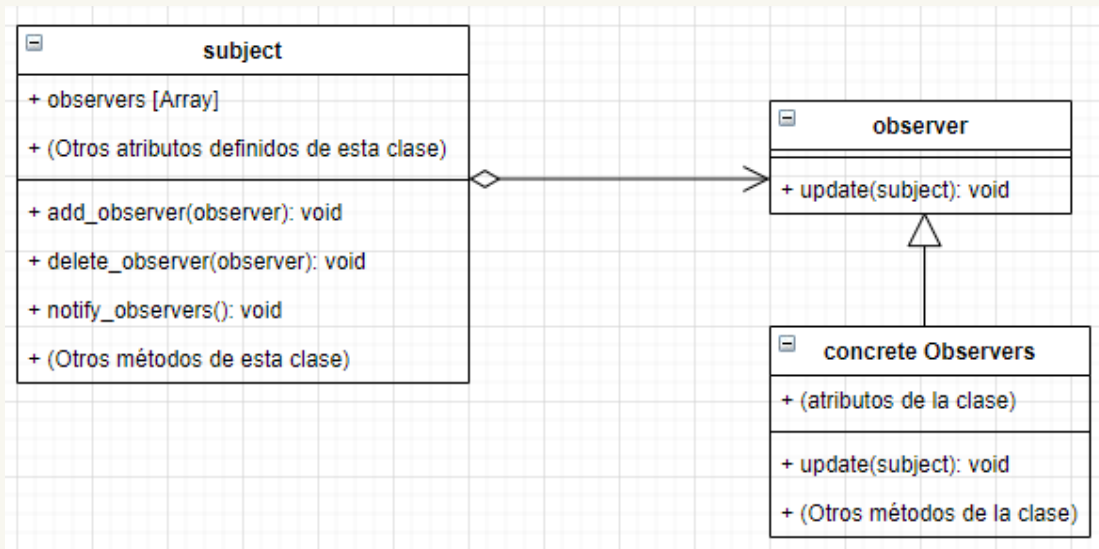 subject
+ observers [Array]
+ (Otros atributos definidos de esta clase)
+ add_observer(observer): void
+ delete_observer(observer): void
+ notify_observers(): void
+ (Otros métodos de esta clase)
observer
+ update(subject): void
concrete Observers
+ (atributos de la clase)
+ update(subject): void
+ (Otros métodos de la clase)